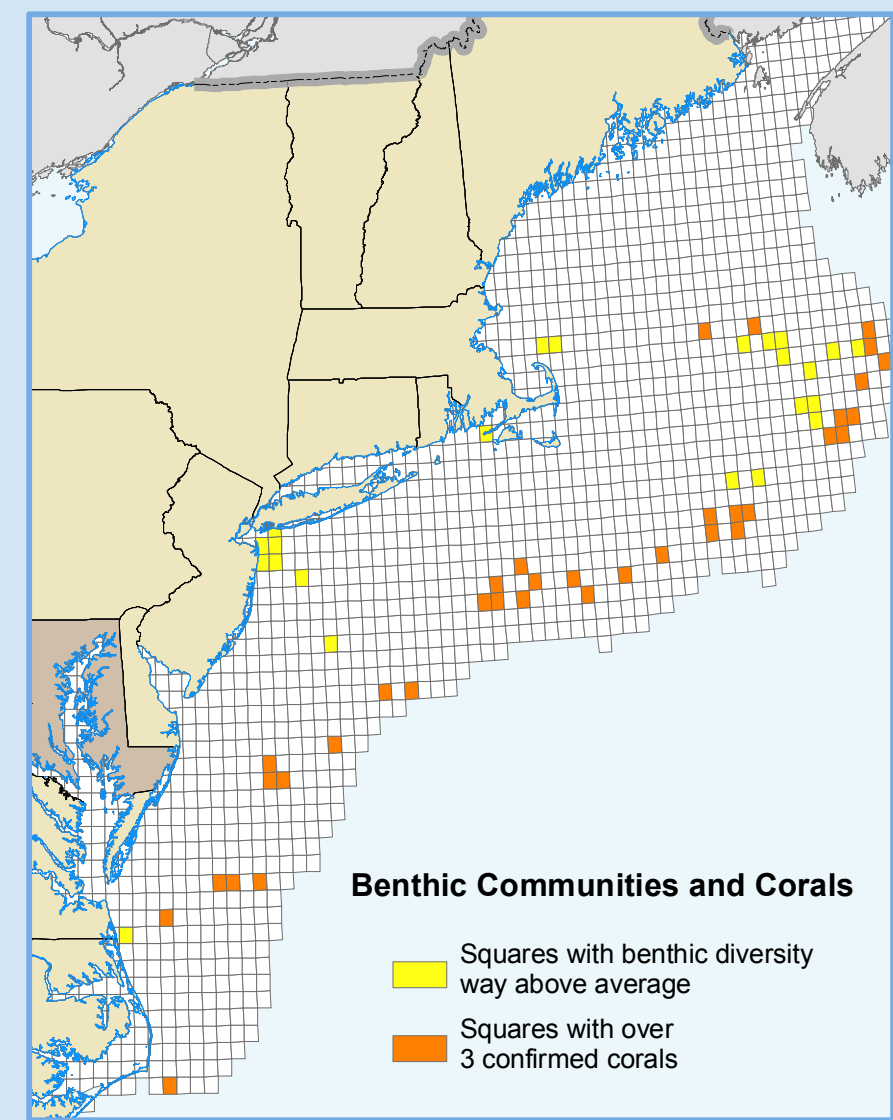 Benthic Communities and Corals
Squares with benthic diversity
way above average
Squares with over
3 confirmed corals